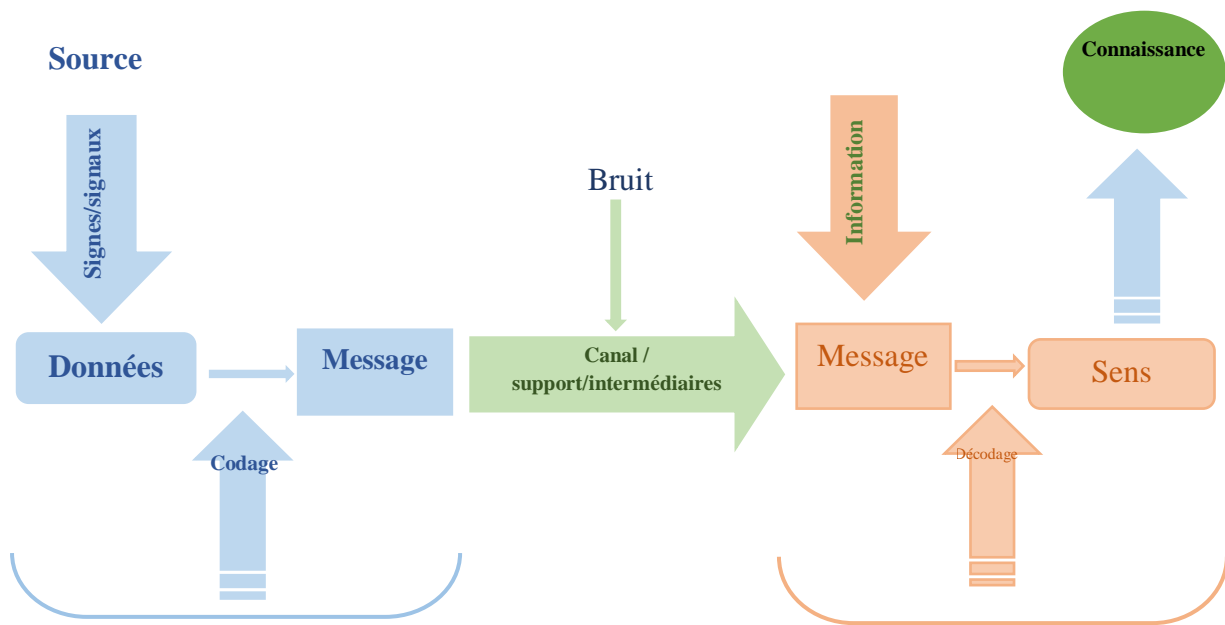 Source
Signes/signaux
Données
Message
Codage
Bruit
Canal /
support/intermédiaires
Information
Message
Décodage
Sens
Connaissance